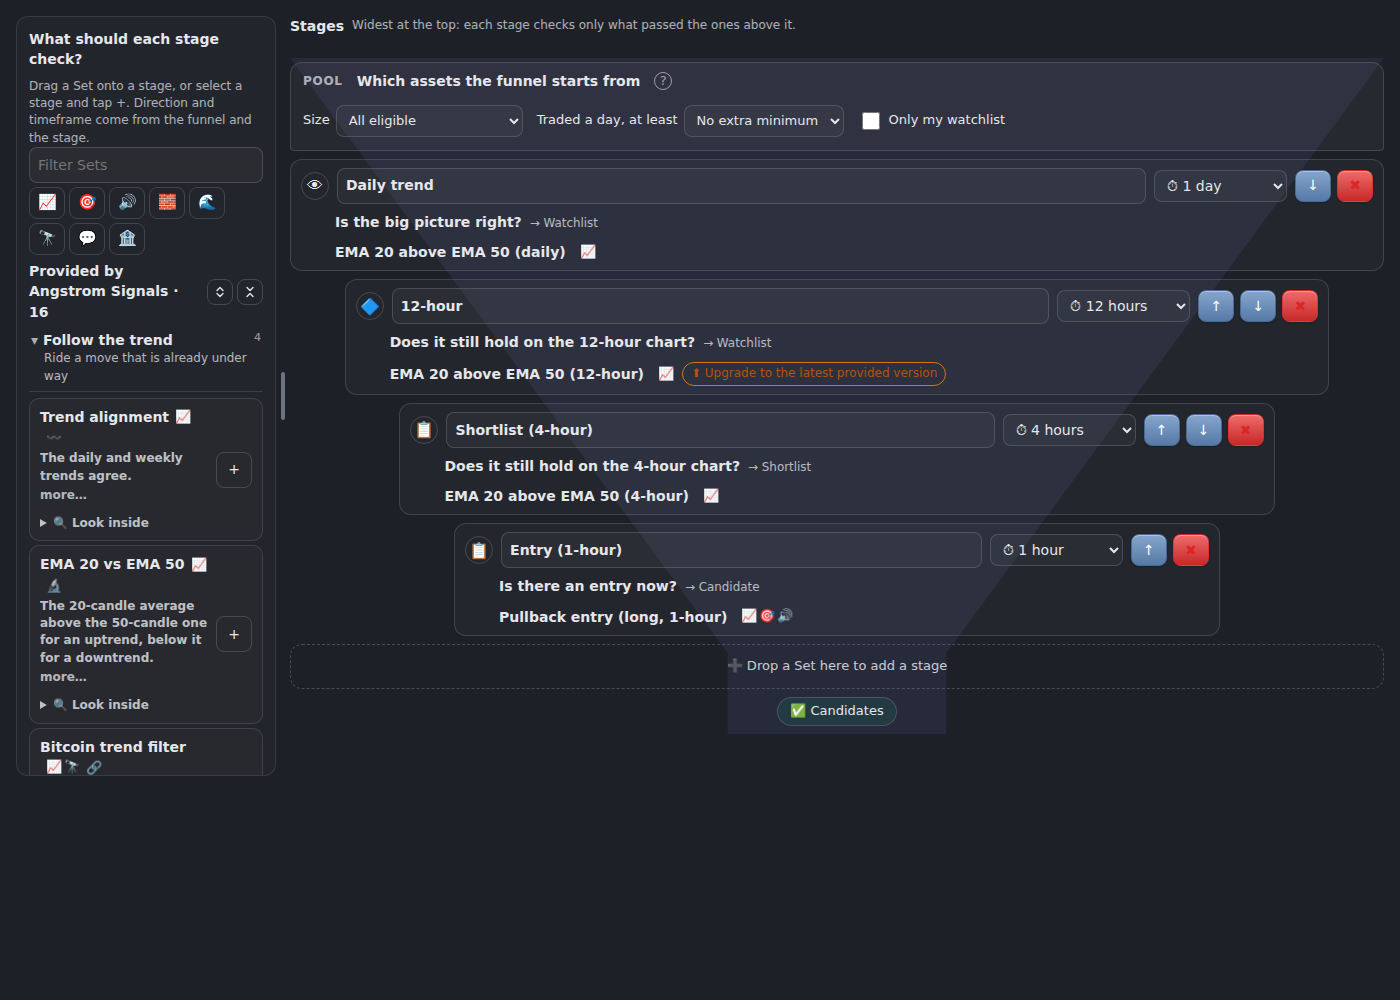 What should each stage
check?
Drag a Set onto a stage, or select a
stage and tap +. Direction and
timeframe come from the funnel and
the stage.
Filter Sets
Provided by
Angstrom Signals ·
16
▾ Follow the trend 4
Ride a move that is already under
way
Trend alignment
The daily and weekly
trends agree.
more...
+
▶ Look inside
EMA 20 vs EMA 50
The 20-candle average
above the 50-candle one
for an uptrend, below it
for a downtrend.
more...
+
▶ Look inside
Bitcoin trend filter
Stages Widest at the top: each stage checks only what passed the ones above it.
POOL Which assets the funnel starts from ?
Size All eligible Traded a day, at least No extra minimum Only my watchlist
Daily trend 1 day ↓ ✖
Is the big picture right? → Watchlist
EMA 20 above EMA 50 (daily)
12-hour 12 hours ↑ ↓ ✖
Does it still hold on the 12-hour chart? → Watchlist
EMA 20 above EMA 50 (12-hour) ⬆ Upgrade to the latest provided version
Shortlist (4-hour) 4 hours ↑ ↓ ✖
Does it still hold on the 4-hour chart? → Shortlist
EMA 20 above EMA 50 (4-hour)
Entry (1-hour) 1 hour ↑ ✖
Is there an entry now? → Candidate
Pullback entry (long, 1-hour)
➕ Drop a Set here to add a stage
✅ Candidates